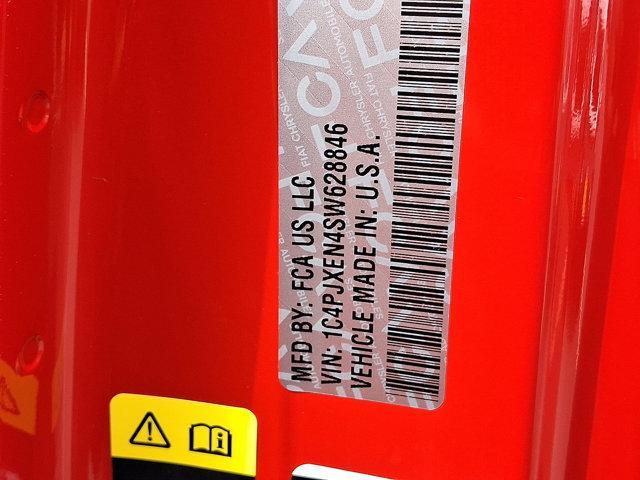 MFD BY: FCA US LLC
VIN: 1C4PJXEN4SW628846
VEHICLE MADE IN: U.S.A.